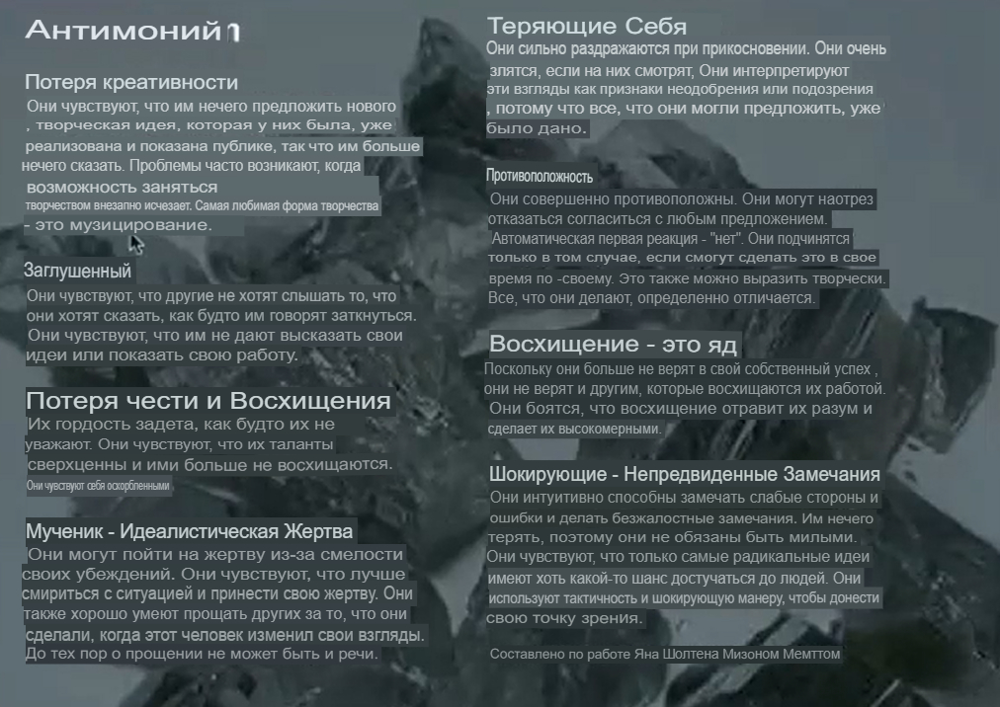 Антимоний
Потеря креативности
Они чувствуют, что им нечего предложить нового
, творческая идея, которая у них была, уже
реализована и показана публике, так что им больше
нечего сказать. Проблемы часто возникают, когда
возможность заняться
творчеством внезапно исчезает. Самая любимая форма творчества
- это музицирование.
Заглушенный
Они чувствуют, что другие не хотят слышать то, что
они хотят сказать, как будто им говорят заткнуться.
Они чувствуют, что им не дают высказать свои
идеи или показать свою работу.
Потеря чести и Восхищения
Их гордость задета, как будто их не
уважают. Они чувствуют, что их таланты
сверхценны и ими больше не восхищаются.
Они чувствуют себя оскорбленными
Мученик - Идеалистическая Жертва
Они могут пойти на жертву из-за смелости
своих убеждений. Они чувствуют, что лучше
смириться с ситуацией и принести свою жертву. Они
также хорошо умеют прощать других за то, что они
сделали, когда этот человек изменил свои взгляды.
До тех пор о прощении не может быть и речи.
Теряющие Себя
Они сильно раздражаются при прикосновении. Они очень
злятся, если на них смотрят, Они интерпретируют
эти взгляды как признаки неодобрения или подозрения
, потому что все, что они могли предложить, уже
было дано.
Противоположность
Они совершенно противоположны. Они могут наотрез
отказаться согласиться с любым предложением.
Автоматическая первая реакция - "нет". Они подчинятся
только в том случае, если смогут сделать это в свое
время по -своему. Это также можно выразить творчески.
Все, что они делают, определенно отличается.
Восхищение - это яд
Поскольку они больше не верят в свой собственный успех ,
они не верят и другим, которые восхищаются их работой.
Они боятся, что восхищение отравит их разум и
сделает их высокомерными.
Шокирующие - Непредвиденные Замечания
Они интуитивно способны замечать слабые стороны и
ошибки и делать безжалостные замечания. Им нечего
терять, поэтому они не обязаны быть милыми.
Они чувствуют, что только самые радикальные идеи
имеют хоть какой-то шанс достучаться до людей. Они
используют тактичность и шокирующую манеру, чтобы донести
свою точку зрения.
Составлено по работе Яна Шолтена Мизоном Мемттом